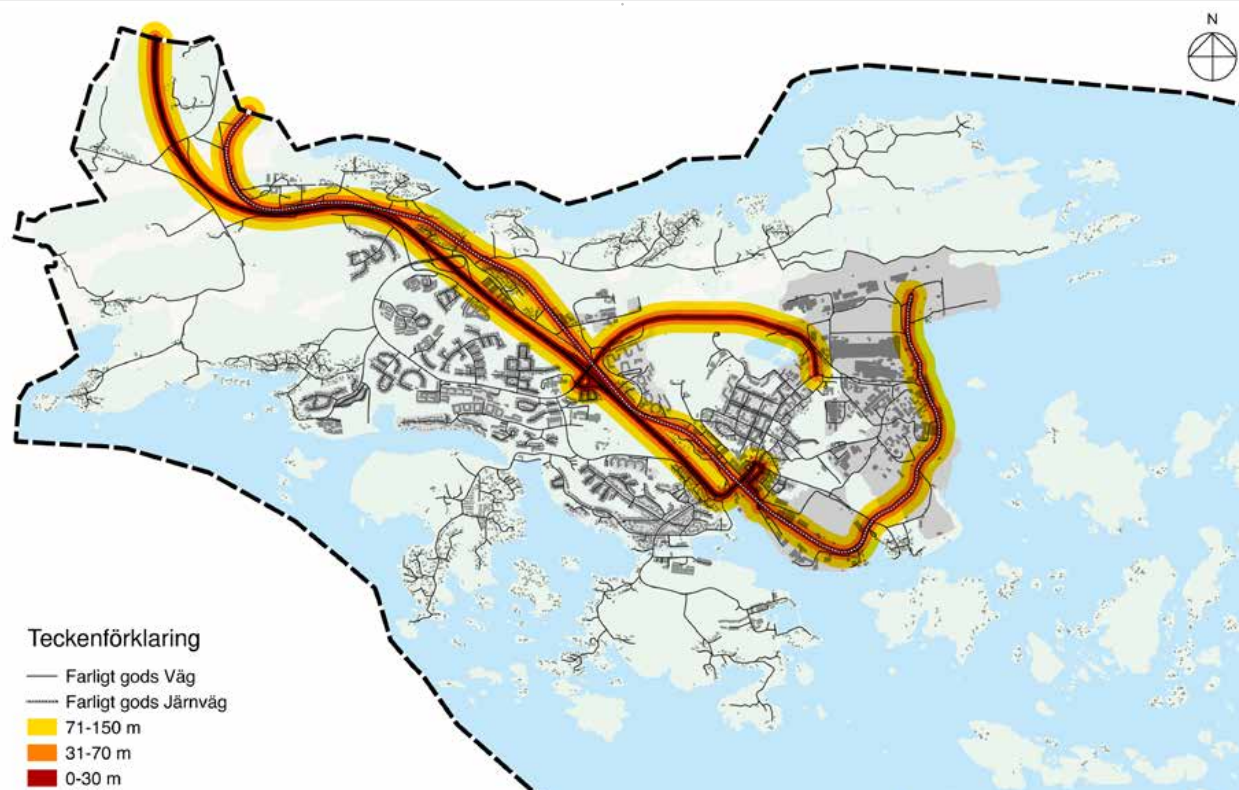 N
Teckenförklaring
Farligt gods Väg
Farligt gods Järnväg
71-150 m
31-70 m
0-30 m